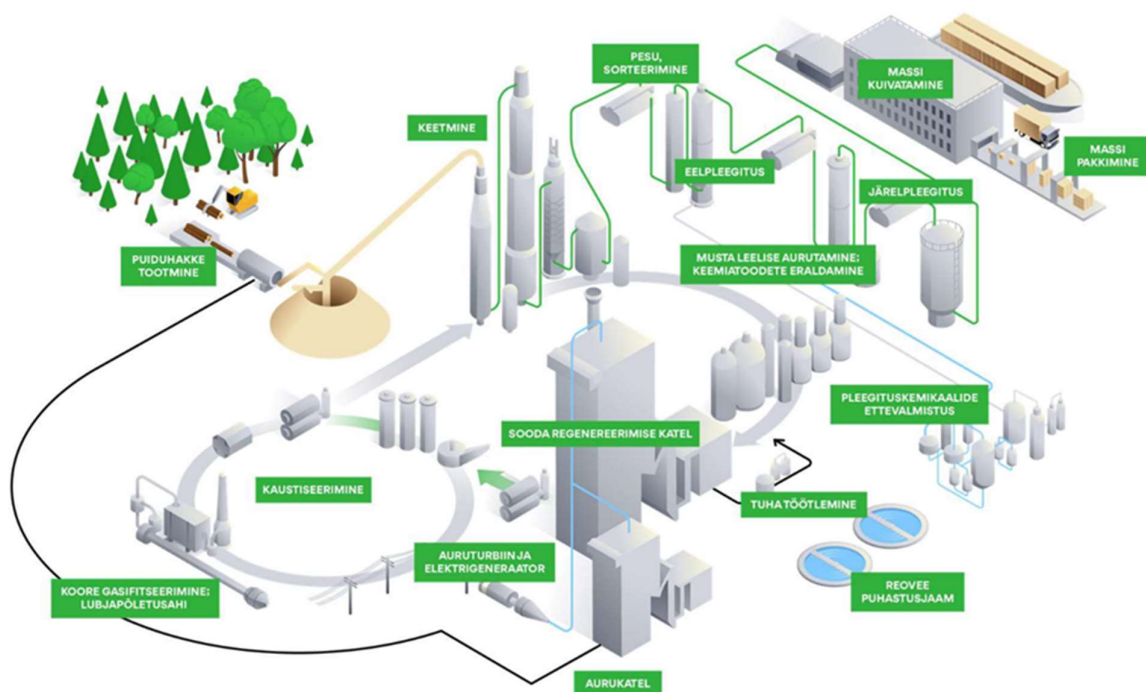 PESU,
SORTEERIMINE
MASSI
KUIVATAMINE
KEETMINE
MASSI
PAKKIMINE
EELPLEEGITUS
JÄRELPLEEGITUS
PUIDUHAKKE
TOOTMINE
MUSTA LEELISE AURUTAMINE;
KEEMIATOODETE ERALDAMINE
PLEEGITUSKEMIKAALIDE
ETTEVALMISTUS
SOODA REGENEREERIMISE KATEL
KAUSTISEERIMINE
TUHA TÖÖTLEMINE
AURUTURBIIN JA
ELEKTRIGENERAATOR
KOORE GASIFITSEERIMINE;
LUBJAPÕLETUSAHI
REOVEE
PUHASTUSJAAM
AURUKATEL